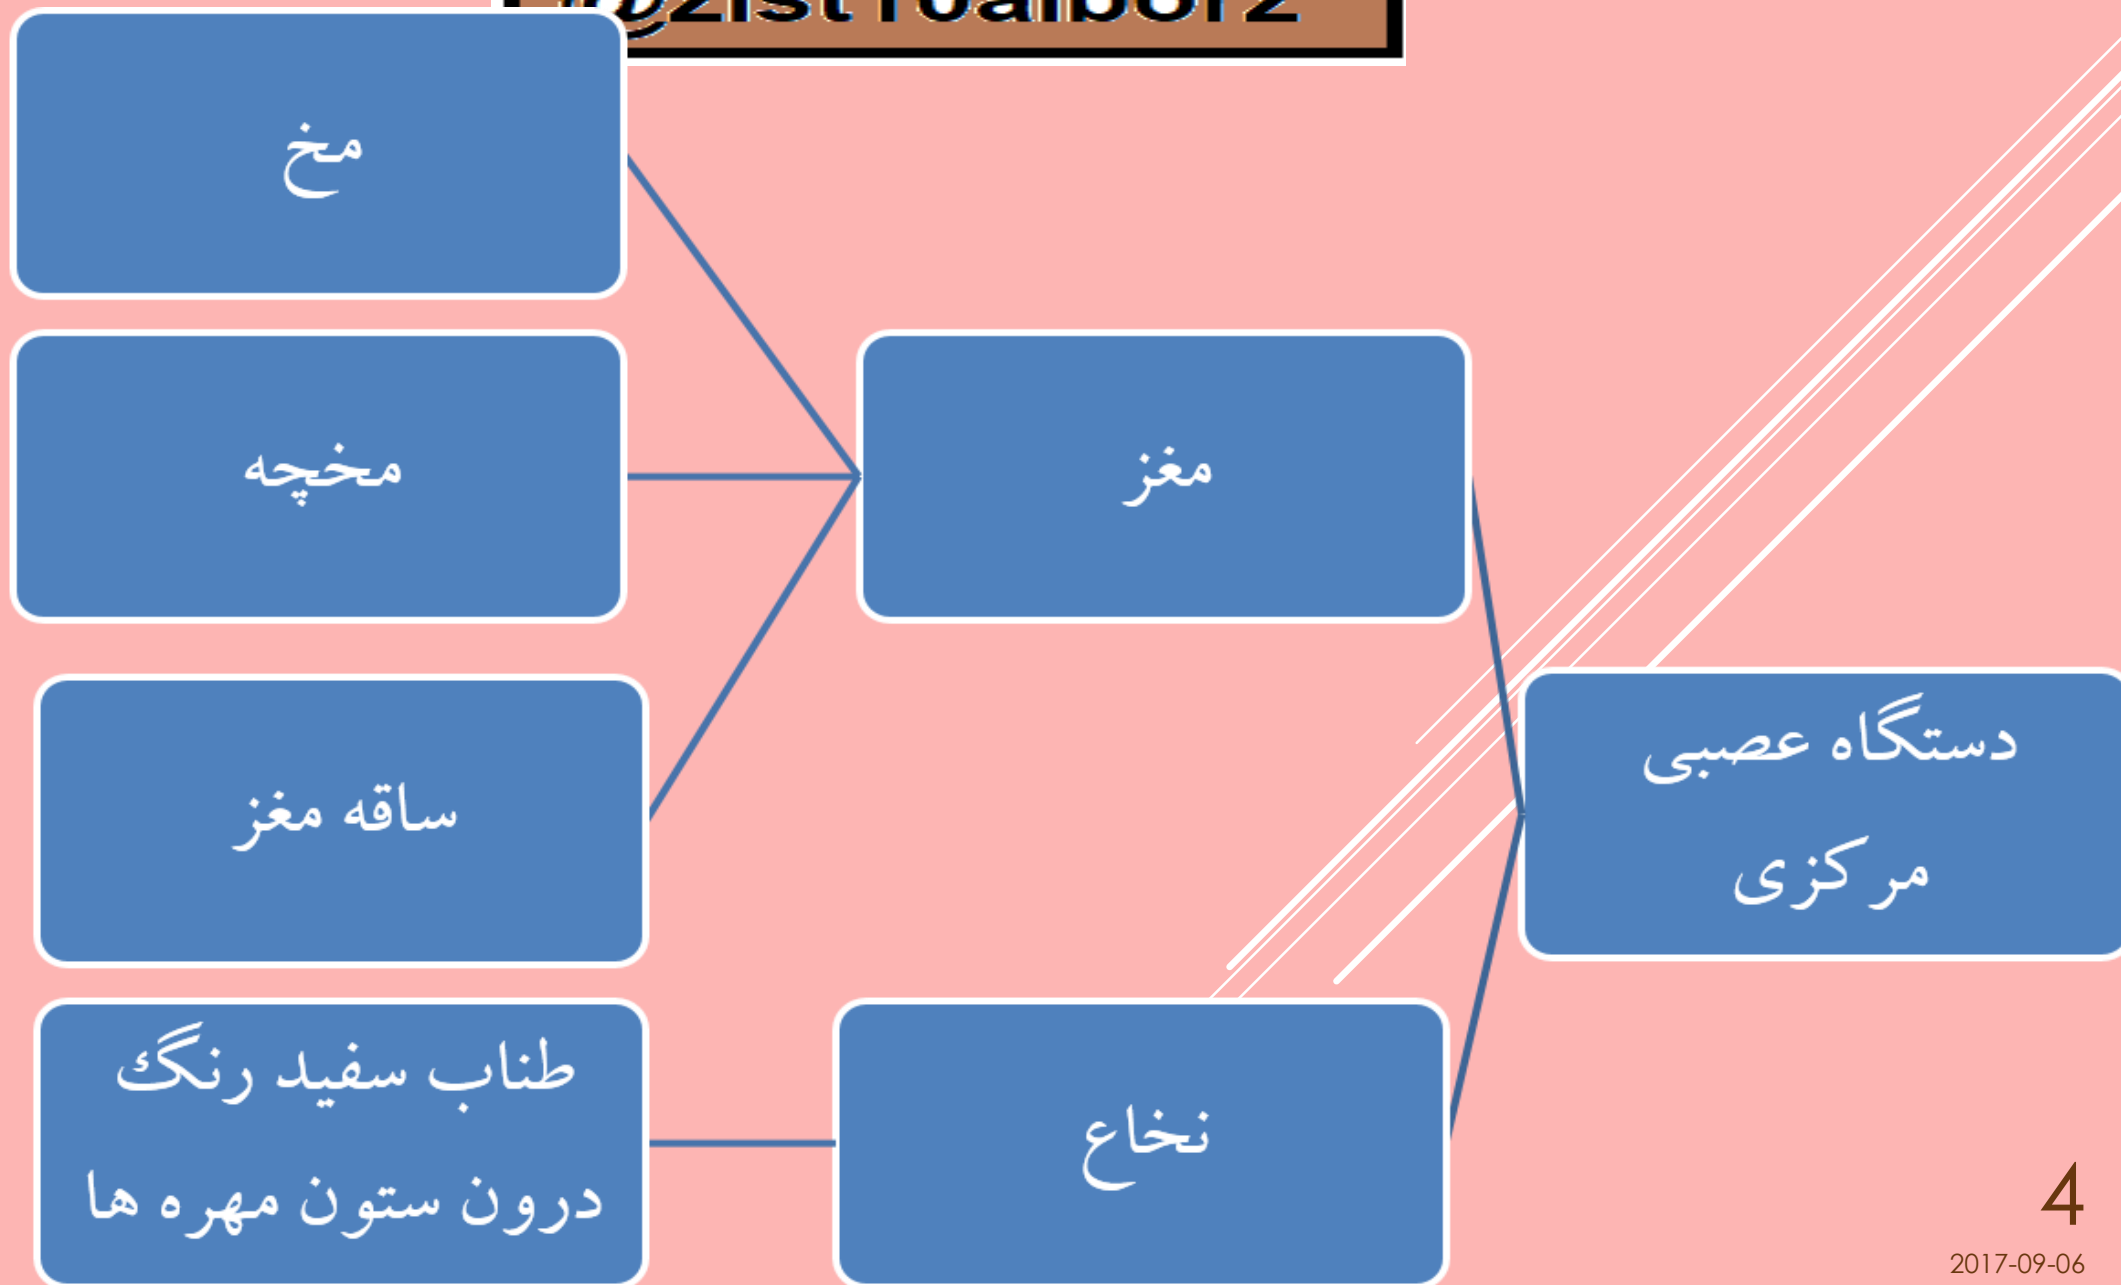 @zist10alborz
مخ
مخچه
مغز
ساقه مغز
دستگاه عصبی
مرکزی
طناب سفید رنگ
درون ستون مهره ها
نخاع
4
2017-09-06